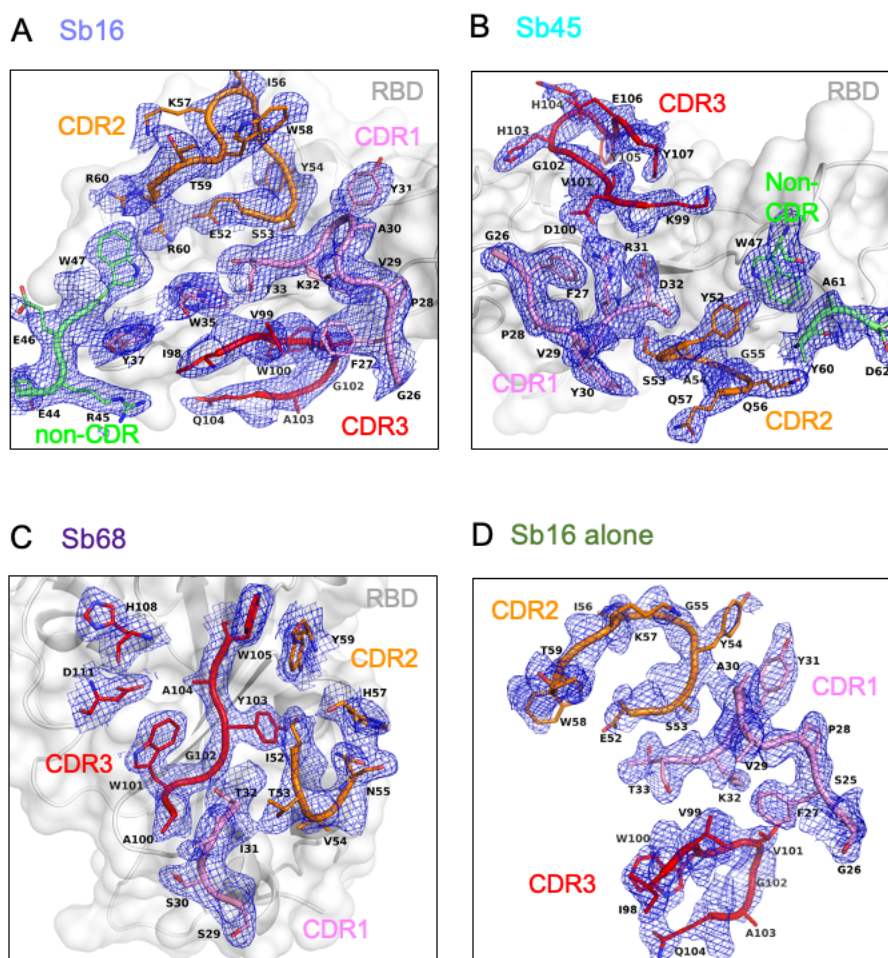 A Sb16
B Sb45
I56
K57
RBD
CDR2
W58
CDR1
Y54
R60
T59
Y31
R60
E52
S53
A30
W47
V29
T33
K32
P28
W35
E46
V99
Y37
I98
F27
W100
G102
G26
E44
R45
Q104
A103
non-CDR
CDR3
H104
E106
CDR3
RBD
H103
G102
A105
Y107
V101
Non-
CDR
K99
D100
G26
R31
W47
F27
D32
Y52
A61
P28
V29
G55
S53
A54
Y60
D62
CDR1
Y30
Q57
Q56
CDR2
C Sb68
D Sb16 alone
H108
RBD
Y59
W105
CDR2
D111
A104
H57
Y103
CDR3
G102
I52
W101
T32
T53
N55
A100
V54
I31
S30
S29
CDR1
CDR2
I56
G55
K57
Y54
T59
A30
Y31
CDR1
W58
S53
P28
E52
V29
S25
T33
K32
F27
V99
W100
V101
G26
G102
CDR3
I98
A103
Q104